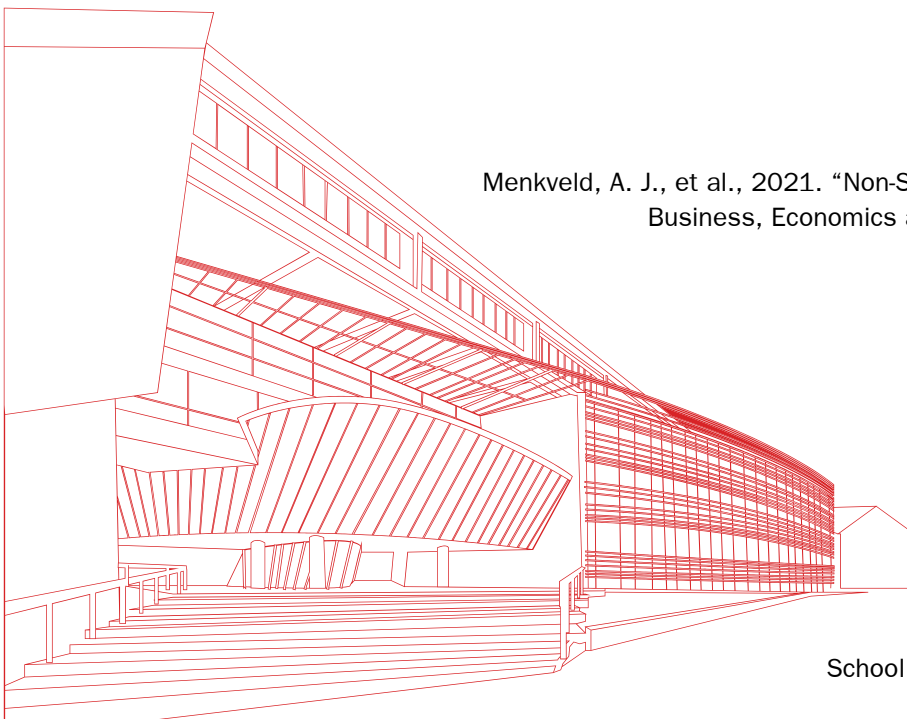 Menkveld, A. J., et al., 2021. “Non-S
Business, Economics a
School